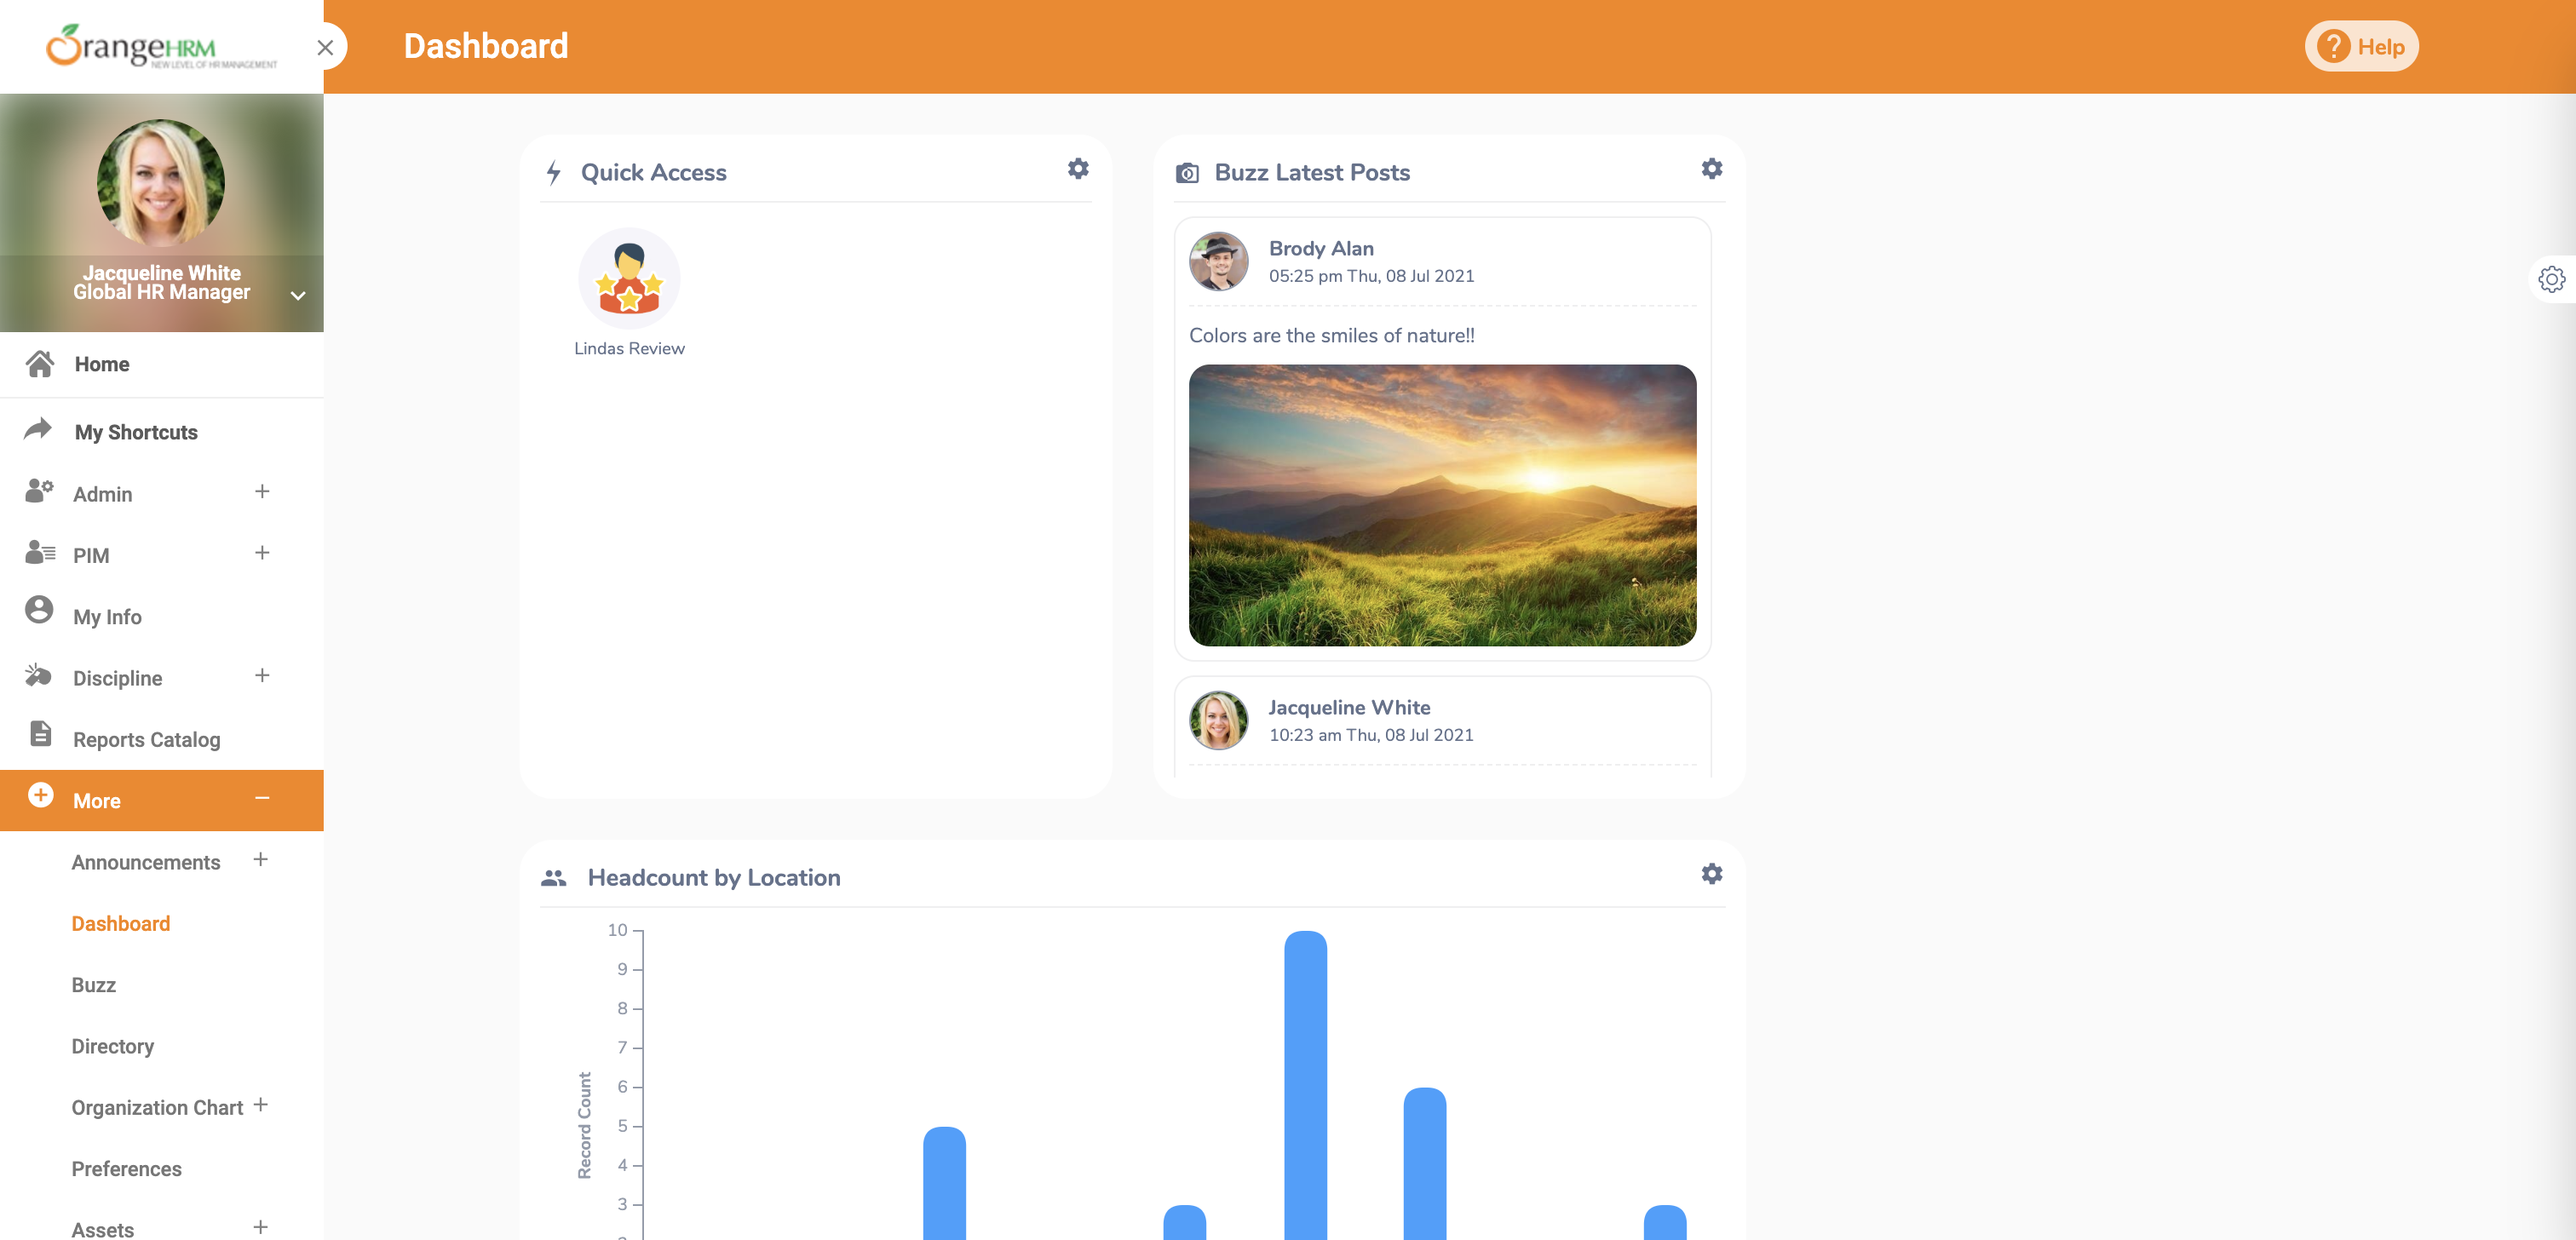 OrangeHRM
NEW LEVEL OF HR MANAGEMENT
Dashboard
? Help
Jacqueline White
Global HR Manager
Home
My Shortcuts
Admin
PIM
My Info
Discipline
Reports Catalog
More
Announcements
Dashboard
Buzz
Directory
Organization Chart
Preferences
Assets
Quick Access
Lindas Review
Buzz Latest Posts
Brody Alan
05:25 pm Thu, 08 Jul 2021
Colors are the smiles of nature!!
Jacqueline White
10:23 am Thu, 08 Jul 2021
Headcount by Location
10
9
8
7
6
5
4
3
Record Count